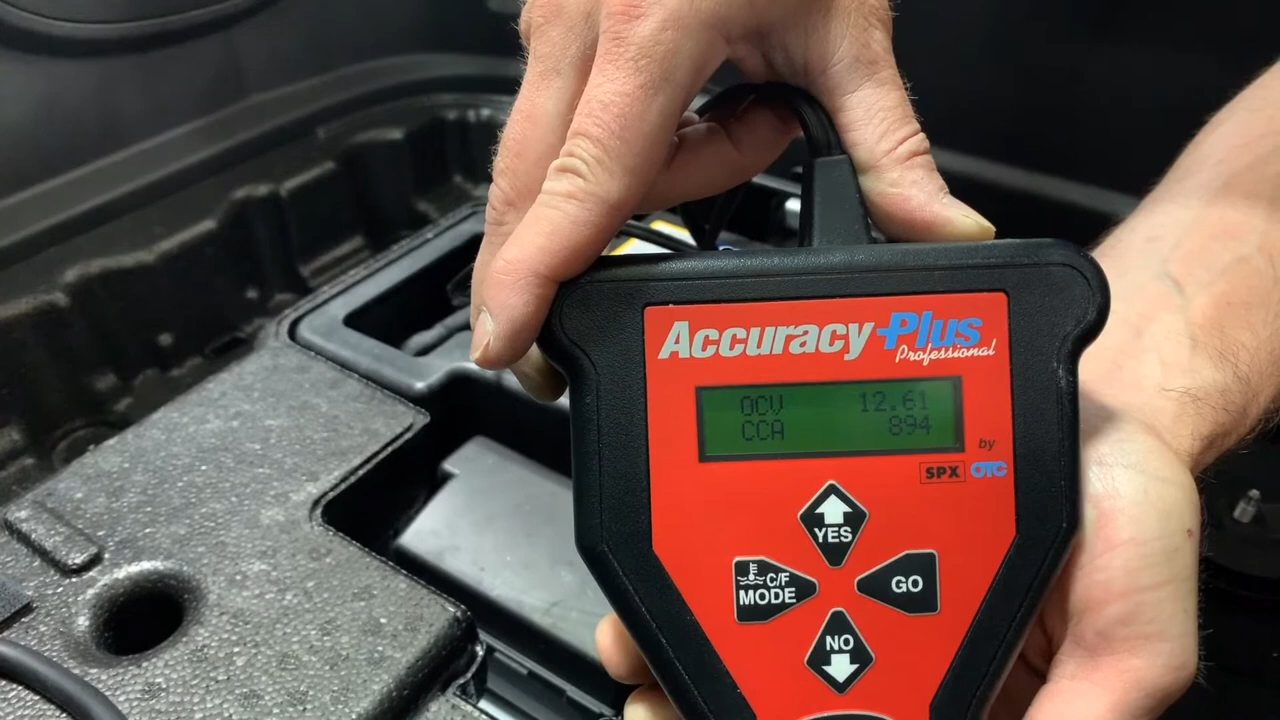 Accuracy Plus
Professional
OCV 12.61
CCA 894
by
SPX OTC
YES
C/F
MODE
GO
NO